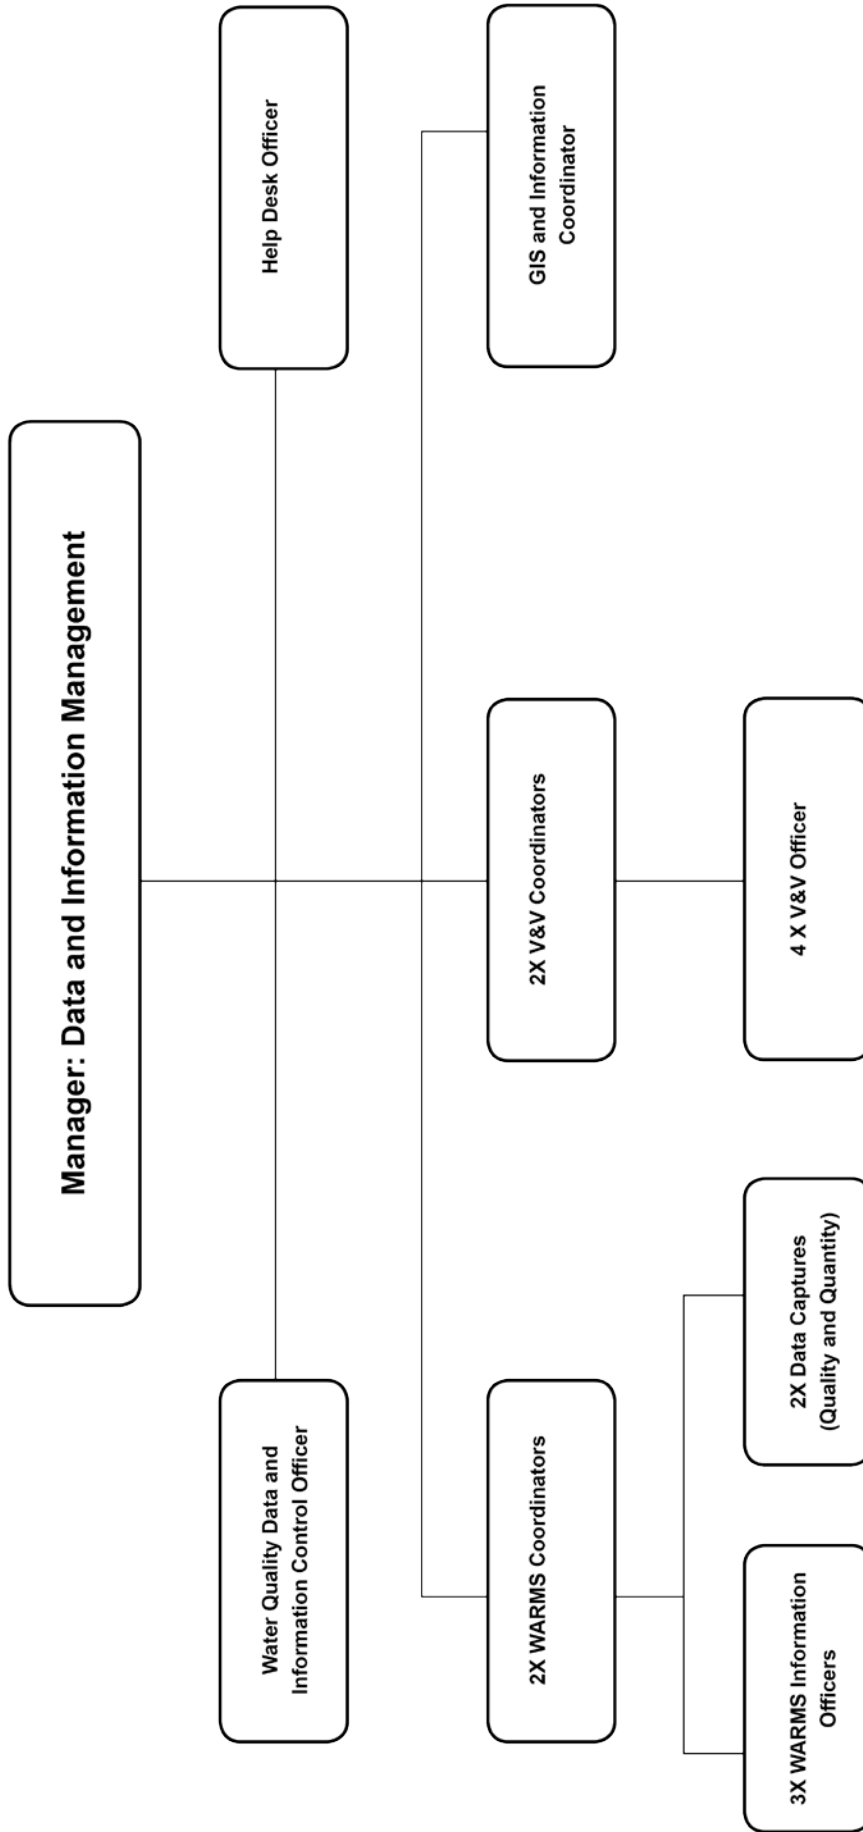 Manager: Data and Information Management
Water Quality Data and
Information Control Officer
Help Desk Officer
2X WARMS Coordinators
2X V&V Coordinators
GIS and Information
Coordinator
3X WARMS Information
Officers
2X Data Captures
(Quality and Quantity)
4 X V&V Officer